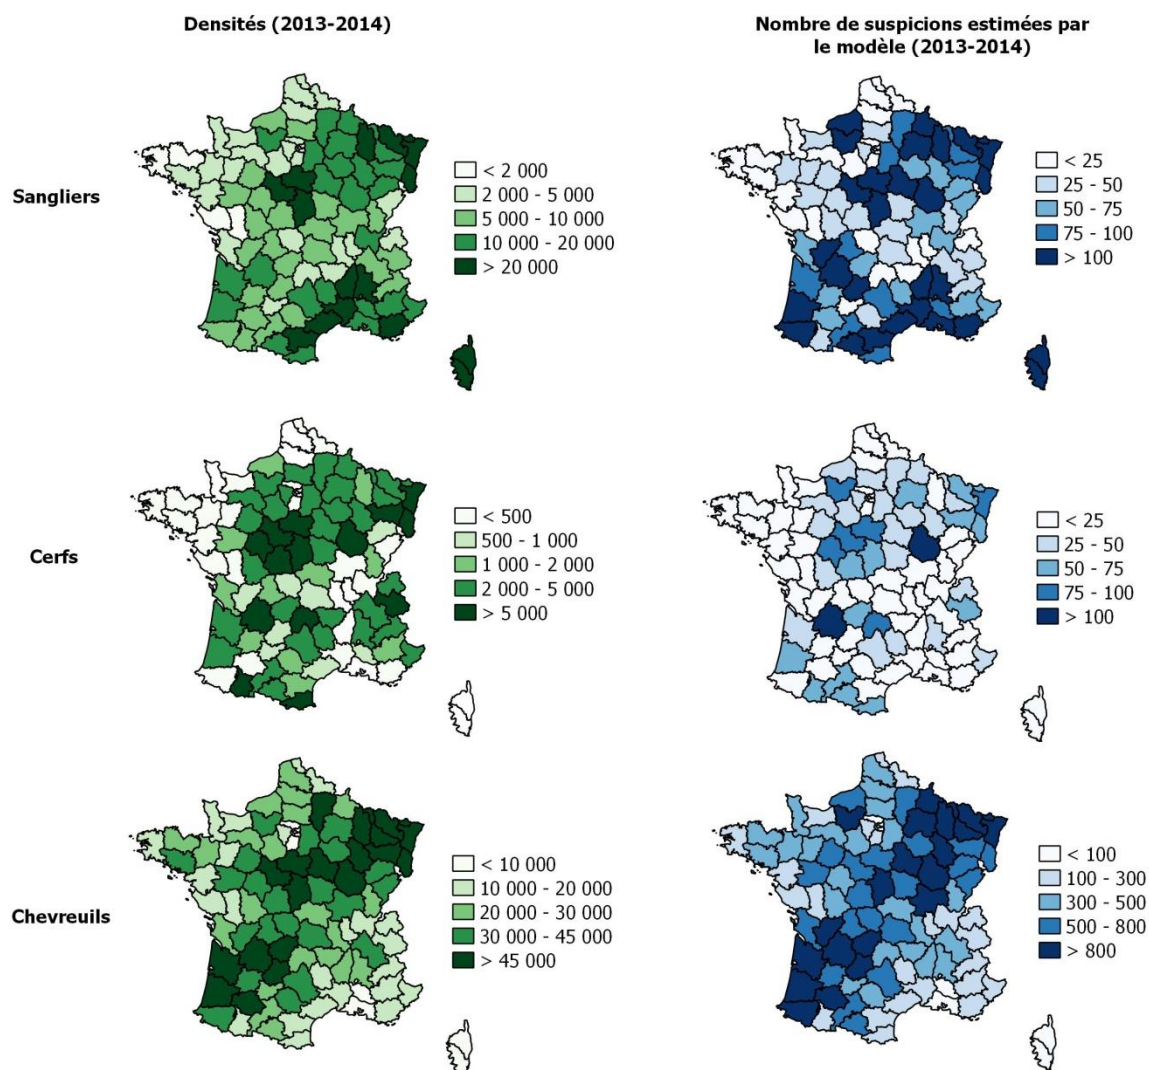 Densités (2013-2014)
Nombre de suspicions estimées par
le modèle (2013-2014)
Sangliers
< 2 000
2 000 - 5 000
5 000 - 10 000
10 000 - 20 000
> 20 000
< 25
25 - 50
50 - 75
75 - 100
> 100
Cerfs
< 500
500 - 1 000
1 000 - 2 000
2 000 - 5 000
> 5 000
< 25
25 - 50
50 - 75
75 - 100
> 100
Chevreuils
< 10 000
10 000 - 20 000
20 000 - 30 000
30 000 - 45 000
> 45 000
< 100
100 - 300
300 - 500
500 - 800
> 800